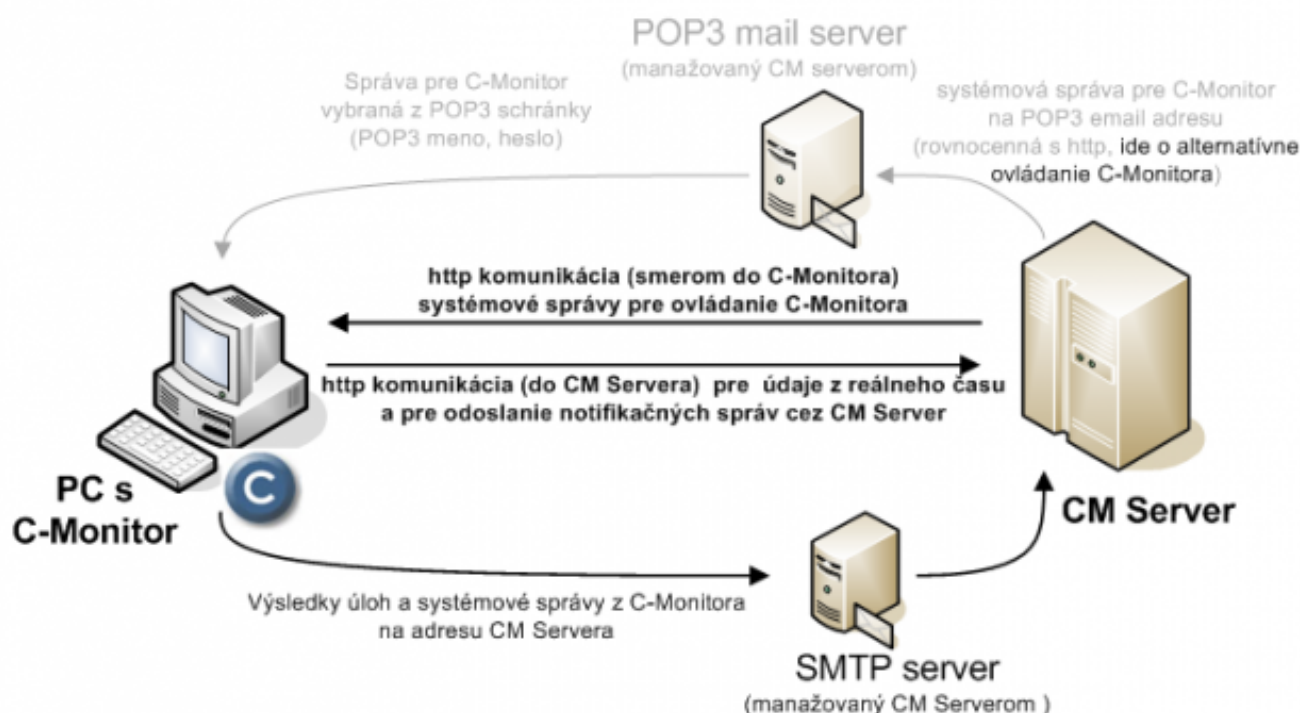 POP3 mail server
(manažovaný CM serverom)
Správa pre C-Monitor
vybraná z POP3 schránky
(POP3 meno, heslo)
systémová správa pre C-Monitor
na POP3 email adresu
(rovnocenná s http, ide o alternatívne
ovládanie C-Monitora)
http komunikácia (smerom do C-Monitora)
systémové správy pre ovládanie C-Monitora
http komunikácia (do CM Servera) pre údaje z reálneho času
a pre odoslanie notifikačných správ cez CM Server
C
PC s
C-Monitor
CM Server
Výsledky úloh a systémové správy z C-Monitora
na adresu CM Servera
SMTP server
(manažovaný CM Serverom )